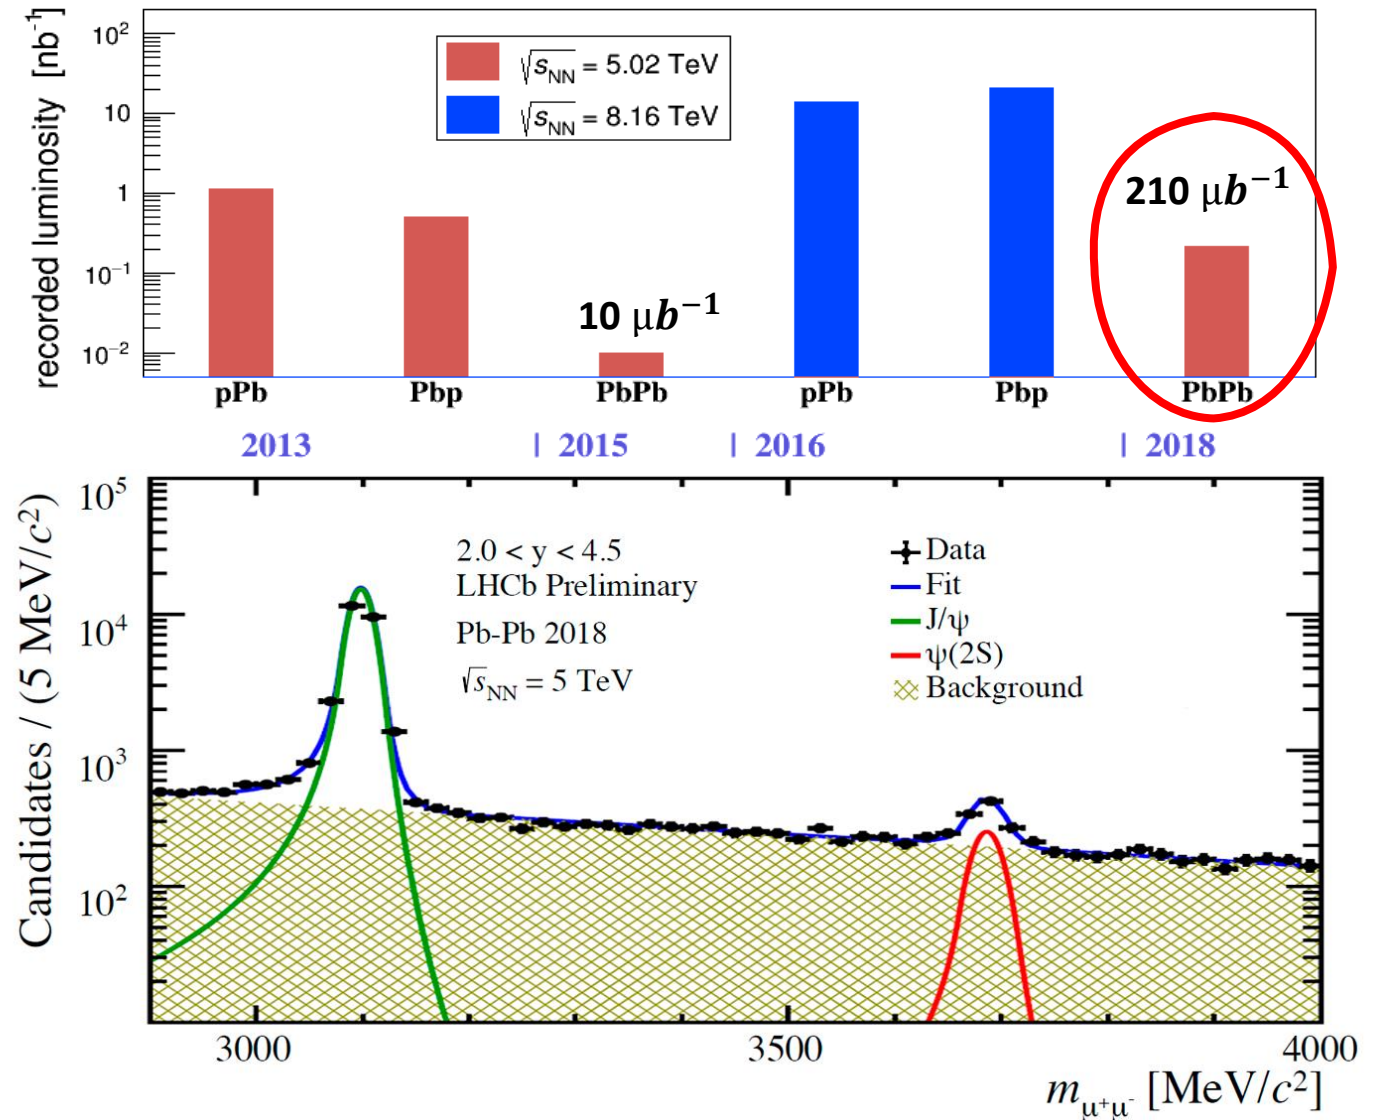 recorded luminosity [nb⁻¹]
10²
10
1
10⁻¹
10⁻²
√sNN = 5.02 TeV
√sNN = 8.16 TeV
10 μb⁻¹
210 μb⁻¹
pPb Pbp PbPb pPb Pbp PbPb
2013 | 2015 | 2016 | 2018
Candidates / (5 MeV/c²)
10⁵
10⁴
10³
10²
2.0 < y < 4.5
LHCb Preliminary
Pb-Pb 2018
√sNN = 5 TeV
Data
Fit
J/ψ
ψ(2S)
Background
3000 3500 4000
mμ⁺μ⁻ [MeV/c²]